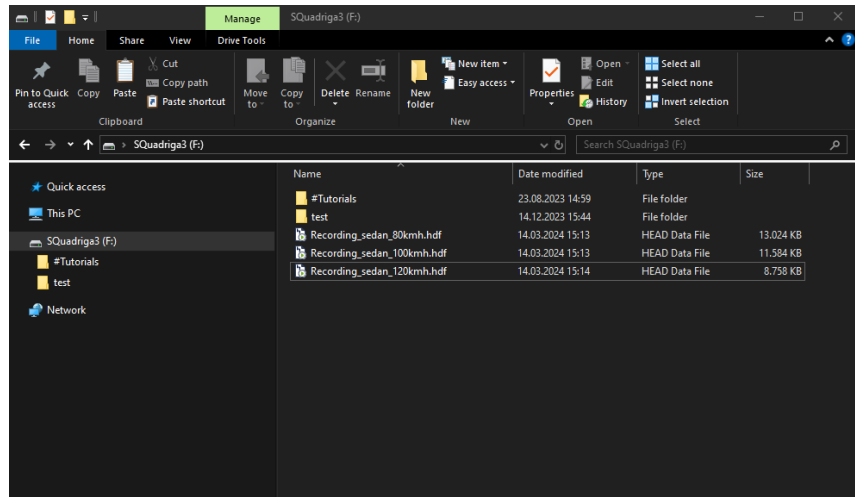 Manage SQuadriga3 (F:)
File Home Share View Drive Tools
Pin to Quick access
Copy
Paste
Cut
Copy path
Paste shortcut
Move to
Copy to
Delete
Rename
New folder
New item
Easy access
Properties
Open
Edit
History
Select all
Select none
Invert selection
Clipboard Organize New Open Select
SQuadriga3 (F:) Search SQuadriga3 (F:)
Quick access
This PC
SQuadriga3 (F:)
#Tutorials
test
Network
Name Date modified Type Size
#Tutorials 23.08.2023 14:59 File folder
test 14.12.2023 15:44 File folder
Recording_sedan_80kmh.hdf 14.03.2024 15:13 HEAD Data File 13.024 KB
Recording_sedan_100kmh.hdf 14.03.2024 15:13 HEAD Data File 11.584 KB
Recording_sedan_120kmh.hdf 14.03.2024 15:14 HEAD Data File 8.758 KB